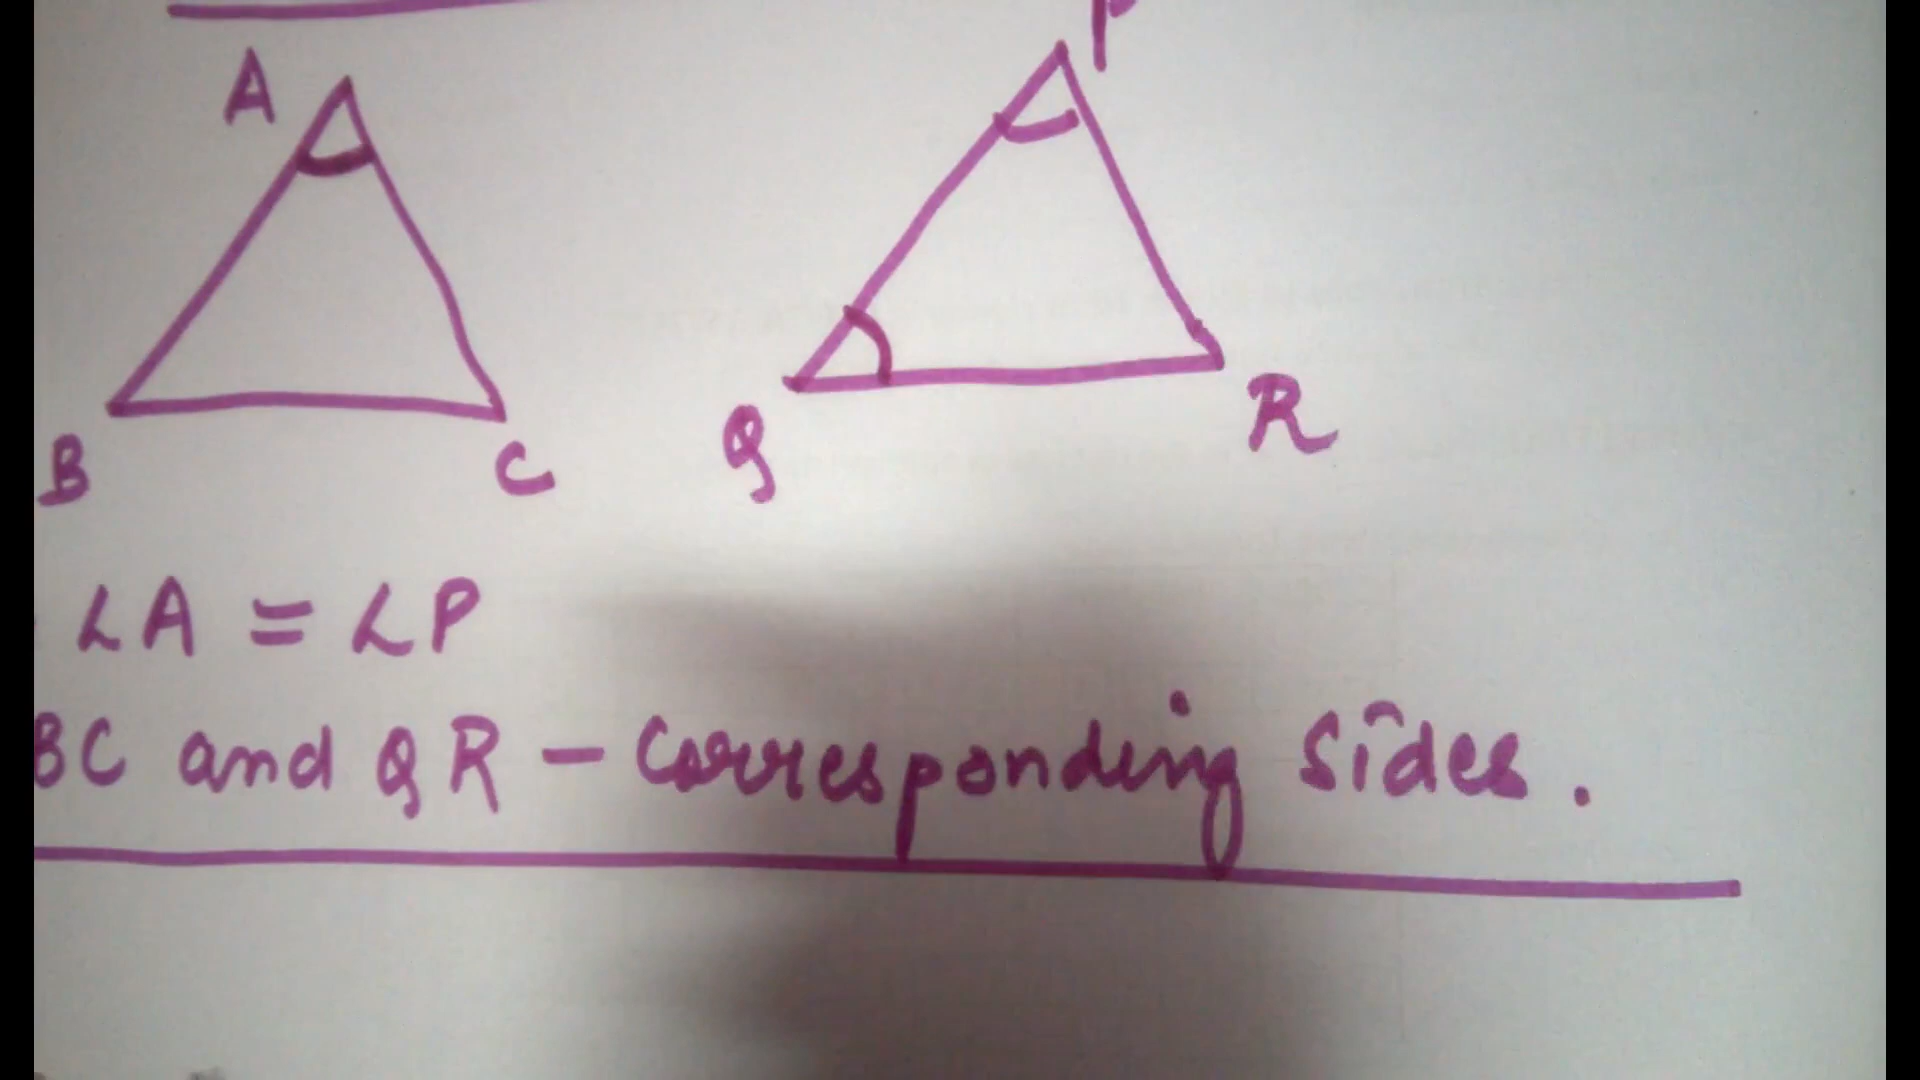 A
P
B
C
Q
R
∠A = ∠P
BC and QR - Corresponding Sides.